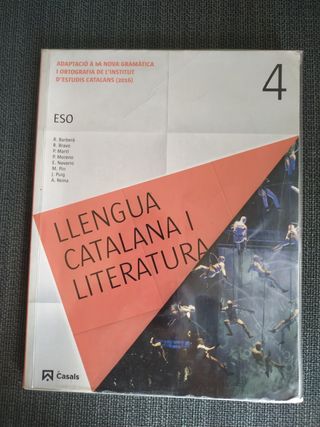 ADAPTACIÓ A LA NOVA GRAMÀTICA
I ORTOGRAFIA DE L'INSTITUT
D'ESTUDIS CATALANS (2016)
4
ESO
R. Barberà
R. Bravo
P. Martí
P. Moreno
E. Navarro
M. Pin
J. Puig
A. Reina
LLENGUA
CATALANA I
LITERATURA
Casals